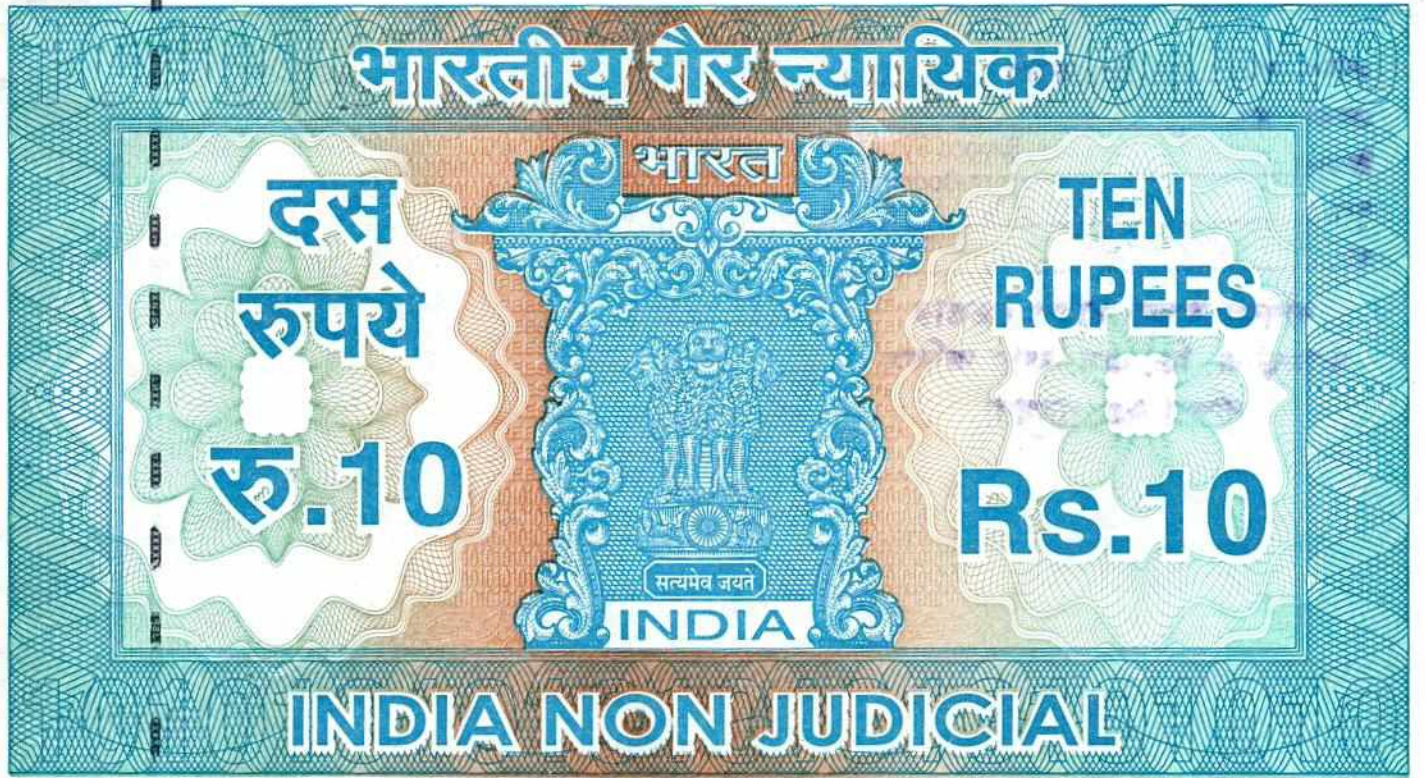 भारतीय गैर न्यायिक
भारत
दस
रुपये
रु.10
TEN
RUPEES
Rs.10
सत्यमेव जयते
INDIA
INDIA NON JUDICIAL